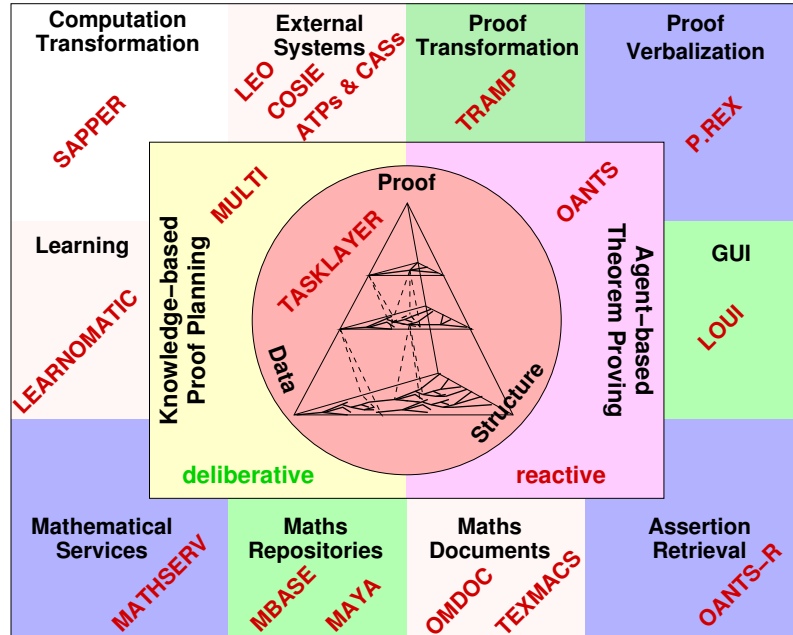 Computation
Transformation
SAPPER
External
Systems
LEO
COSIE
ATPs & CASs
Proof
Transformation
TRAMP
Proof
Verbalization
P.REX
Learning
LEARNOMATIC
Knowledge-based
Proof Planning
MULTI
deliberative
Proof
TASKLAYER
Data
Structure
OANTS
Agent-based
Theorem Proving
reactive
GUI
LOUI
Mathematical
Services
MATHSERV
Maths
Repositories
MBASE
MAYA
Maths
Documents
OMDOC
TEXMACS
Assertion
Retrieval
OANTS-R